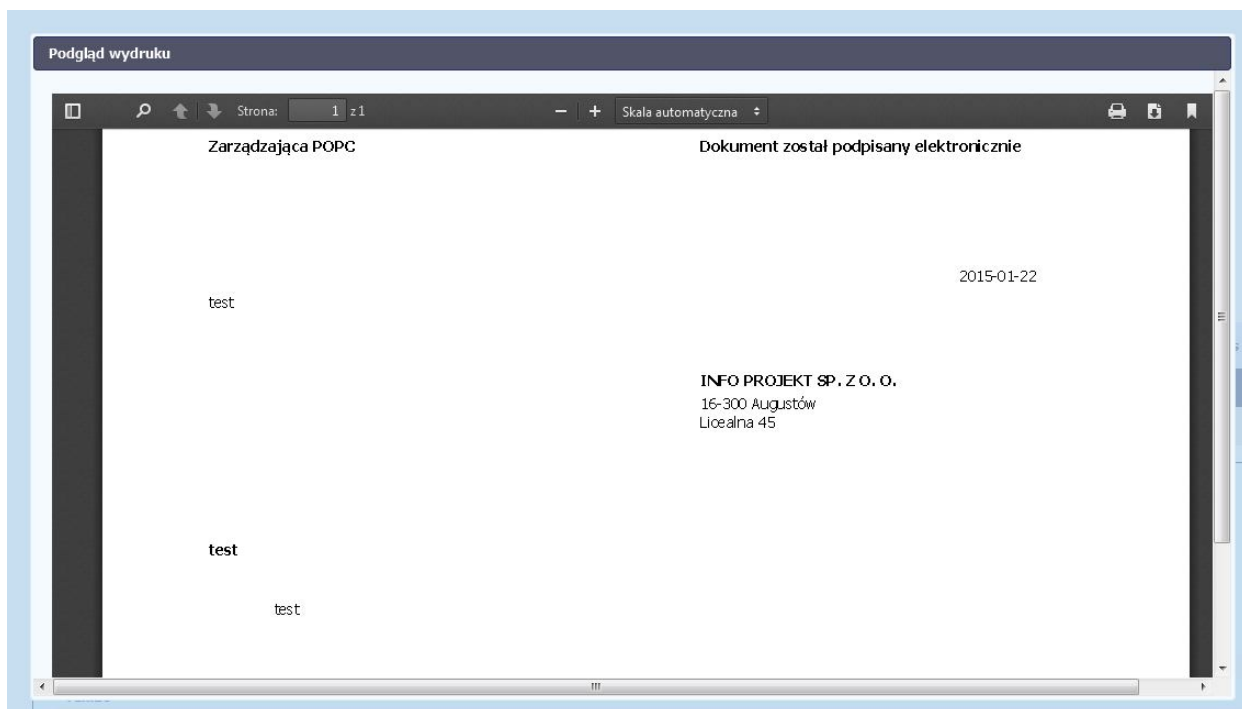 Podgląd wydruku
Strona: 1 z 1
Skala automatyczna
Zarządzająca POPC
Dokument został podpisany elektronicznie
2015-01-22
test
INFO PROJEKT SP. Z O. O.
16-300 Augustów
Licealna 45
test
test